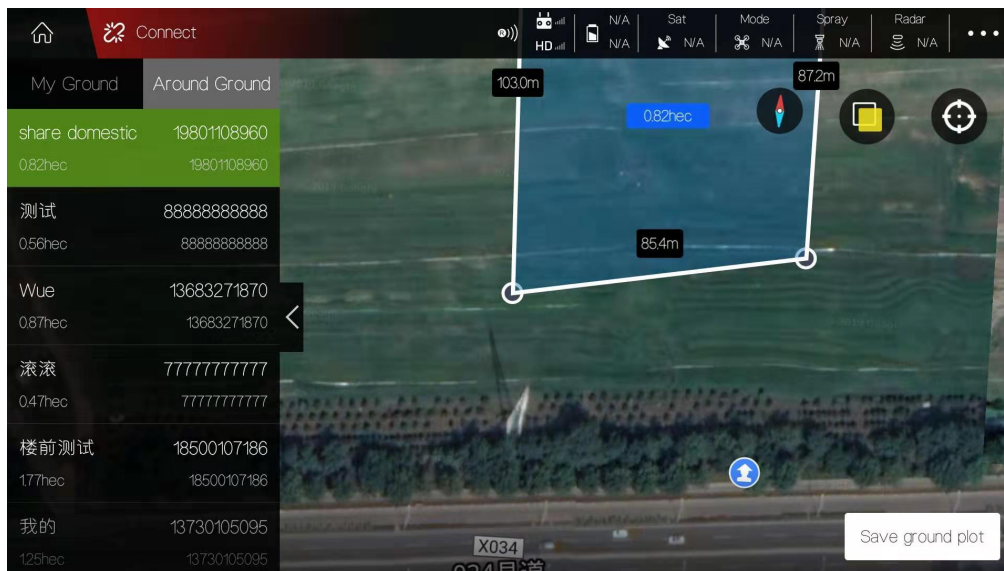 Connect
HD
N/A
N/A
Sat
N/A
Mode
N/A
Spray
N/A
Radar
N/A
My Ground
Around Ground
share domestic 19801108960
0.82hec 19801108960
测试 88888888888
0.56hec 88888888888
Wue 13683271870
0.87hec 13683271870
滚滚 77777777777
0.47hec 77777777777
楼前测试 18500107186
1.77hec 18500107186
我的 13730105095
1.25hec 13730105095
103.0m
87.2m
0.82hec
85.4m
X034
Save ground plot